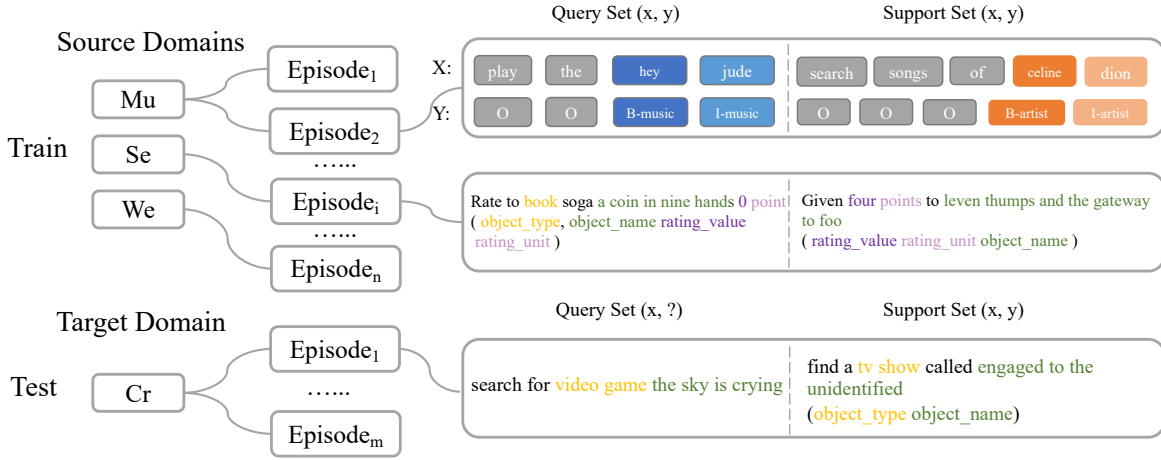 Query Set (x, y)
Support Set (x, y)
Source Domains
Train
Mu
Se
We
Episode1
Episode2
…...
Episodei
…...
Episoden
X:
play the hey jude
search songs of celine dion
Y:
O O B-music I-music
O O O B-artist I-artist
Rate to book soga a coin in nine hands 0 point
( object_type, object_name rating_value
rating_unit )
Given four points to leven thumps and the gateway
to foo
( rating_value rating_unit object_name )
Query Set (x, ?)
Support Set (x, y)
Target Domain
Test
Cr
Episode1
…...
Episodem
search for video game the sky is crying
find a tv show called engaged to the
unidentified
(object_type object_name)